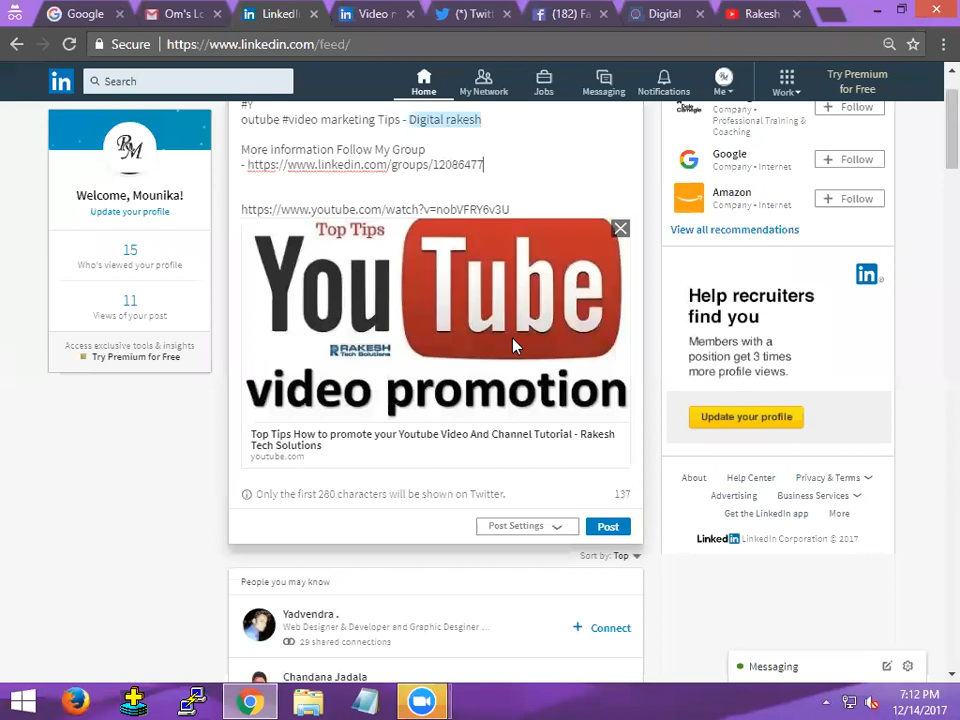 Google
Om's Lo
LinkedI
Video n
(*) Twitt
(182) Fa
Digital
Rakesh
Secure
https://www.linkedin.com/feed/
in
Search
Home
My Network
Jobs
Messaging
Notifications
Me
Work
Try Premium
for Free
RM
Welcome, Mounika!
Update your profile
15
Who's viewed your profile
11
Views of your post
Access exclusive tools & insights
Try Premium for Free
#Y
outube #video marketing Tips - Digital rakesh
More information Follow My Group
- https://www.linkedin.com/groups/12086477
https://www.youtube.com/watch?v=nobVFRY6v3U
Top Tips
YouTube
RAKESH
Tech Solutions
video promotion
Top Tips How to promote your Youtube Video And Channel Tutorial - Rakesh
Tech Solutions
youtube.com
Only the first 280 characters will be shown on Twitter.
137
Post Settings
Post
Sort by: Top
People you may know
Yadvendra .
Web Designer & Developer and Graphic Desginer ...
29 shared connections
+ Connect
Chandana Jadala
Company •
Professional Training &
Coaching
+ Follow
Google
Company • Internet
+ Follow
Amazon
Company • Internet
+ Follow
View all recommendations
in
Help recruiters
find you
Members with a
position get 3 times
more profile views.
Update your profile
About
Help Center
Privacy & Terms
Advertising
Business Services
Get the LinkedIn app
More
Linked in LinkedIn Corporation © 2017
Messaging
7:12 PM
12/14/2017